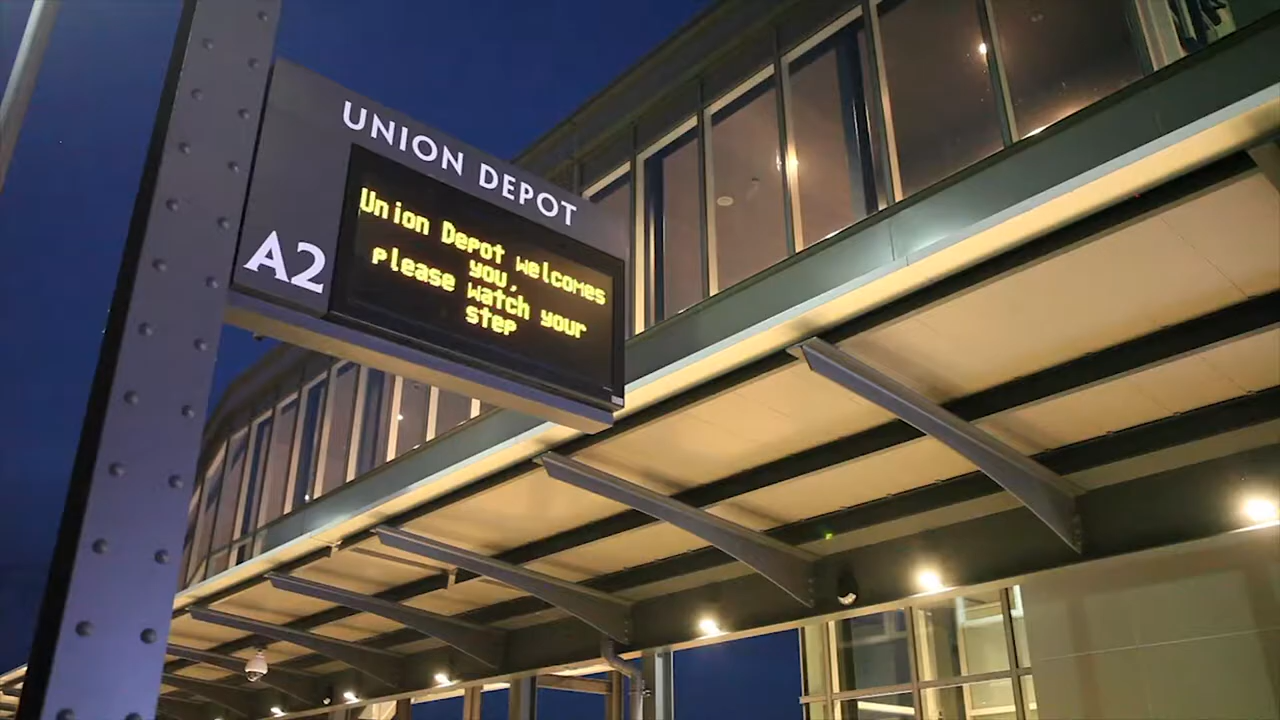 UNION DEPOT
A2
Union Depot welcomes
you,
Please watch your
step